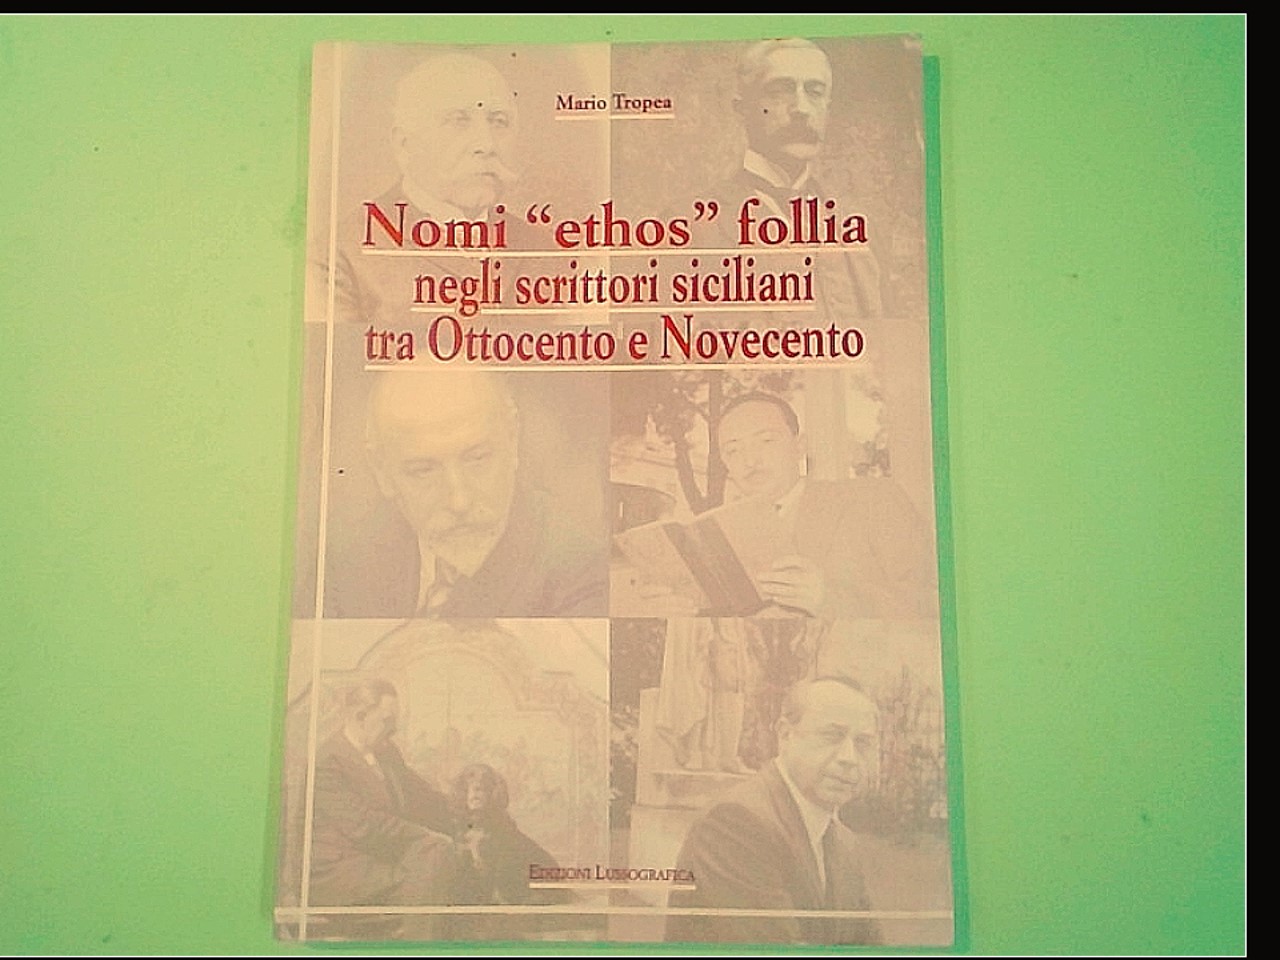 Mario Tropea
Nomi “ethos” follia
negli scrittori siciliani
tra Ottocento e Novecento
Edizioni Lussografica